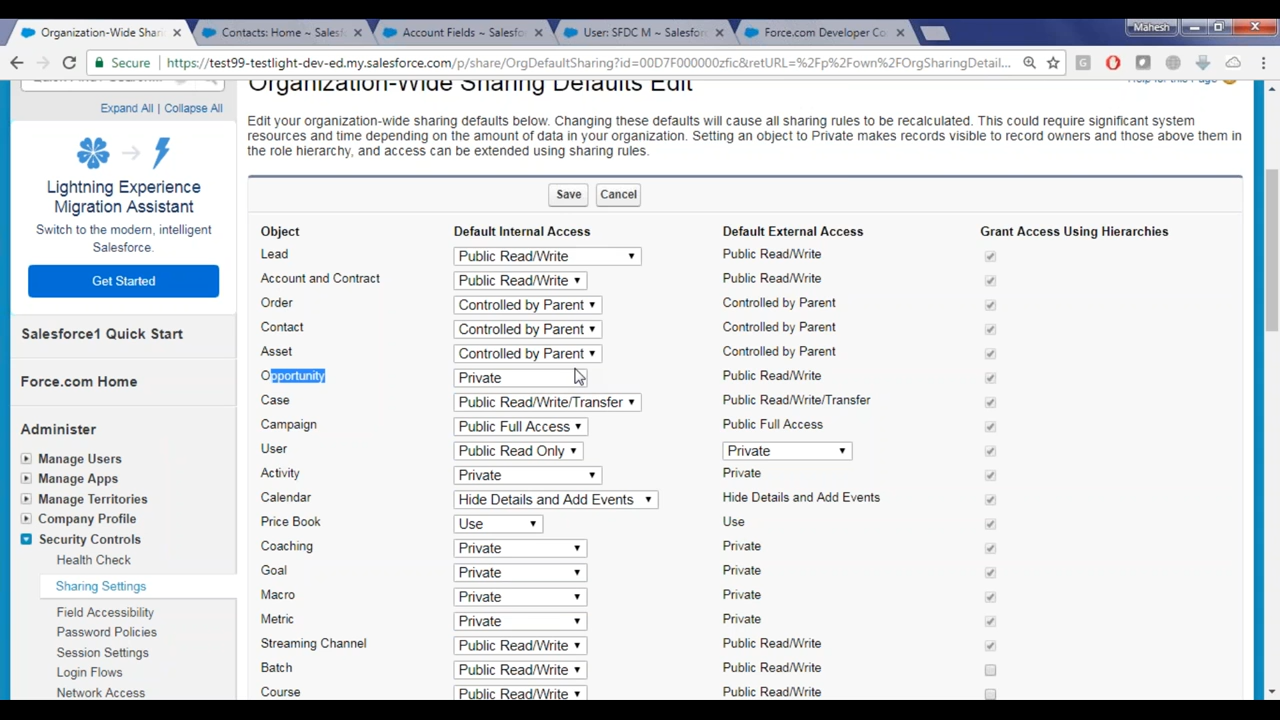 Organization-Wide Shar
Contacts: Home ~ Salesf
Account Fields ~ Salesfo
User: SFDC M ~ Salesfor
Force.com Developer Co
Mahesh
Secure
https://test99-testlight-dev-ed.my.salesforce.com/p/share/OrgDefaultSharing?id=00D7F000000zfic&retURL=%2Fp%2Fown%2FOrgSharingDetail...
Expand All | Collapse All
Lightning Experience
Migration Assistant
Switch to the modern, intelligent
Salesforce.
Get Started
Salesforce1 Quick Start
Force.com Home
Administer
Manage Users
Manage Apps
Manage Territories
Company Profile
Security Controls
Health Check
Sharing Settings
Field Accessibility
Password Policies
Session Settings
Login Flows
Network Access
Organization-Wide Sharing Defaults Edit
Help for this Page
Edit your organization-wide sharing defaults below. Changing these defaults will cause all sharing rules to be recalculated. This could require significant system
resources and time depending on the amount of data in your organization. Setting an object to Private makes records visible to record owners and those above them in
the role hierarchy, and access can be extended using sharing rules.
Save Cancel
Object Default Internal Access Default External Access Grant Access Using Hierarchies
Lead Public Read/Write Public Read/Write
Account and Contract Public Read/Write Public Read/Write
Order Controlled by Parent Controlled by Parent
Contact Controlled by Parent Controlled by Parent
Asset Controlled by Parent Controlled by Parent
Opportunity Private Public Read/Write
Case Public Read/Write/Transfer Public Read/Write/Transfer
Campaign Public Full Access Public Full Access
User Public Read Only Private
Activity Private Private
Calendar Hide Details and Add Events Hide Details and Add Events
Price Book Use Use
Coaching Private Private
Goal Private Private
Macro Private Private
Metric Private Private
Streaming Channel Public Read/Write Public Read/Write
Batch Public Read/Write Public Read/Write
Course Public Read/Write Public Read/Write